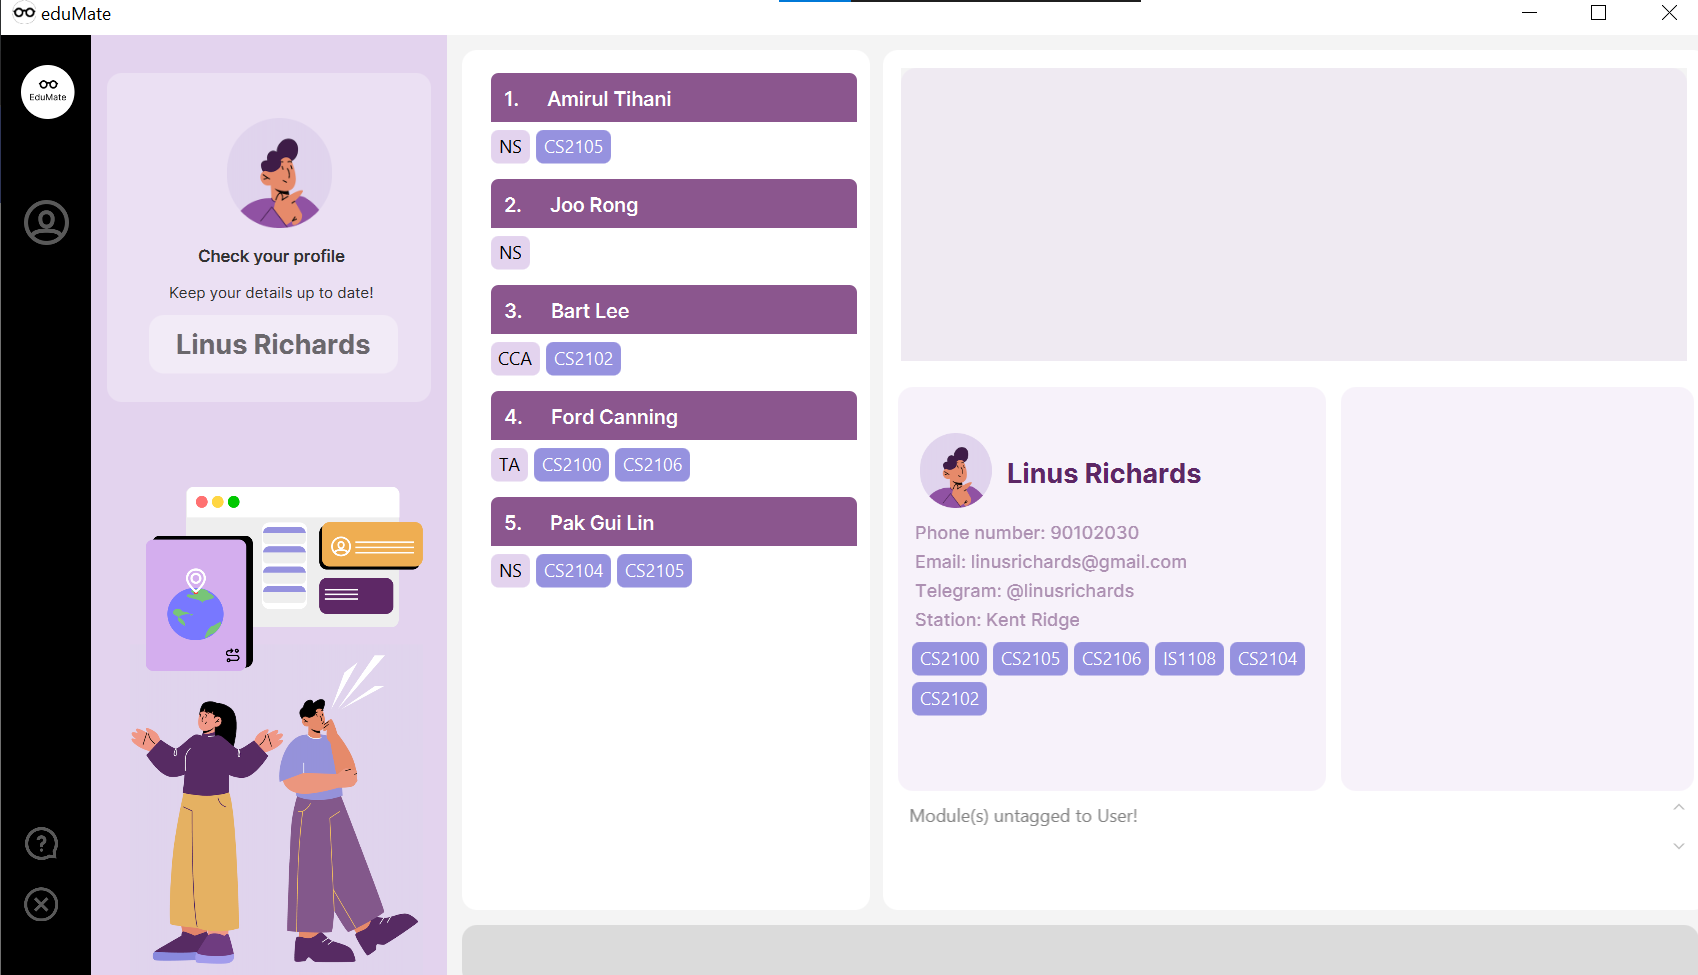 eduMate
EduMate
Check your profile
Keep your details up to date!
Linus Richards
1. Amirul Tihani
NS CS2105
2. Joo Rong
NS
3. Bart Lee
CCA CS2102
4. Ford Canning
TA CS2100 CS2106
5. Pak Gui Lin
NS CS2104 CS2105
Linus Richards
Phone number: 90102030
Email: linusrichards@gmail.com
Telegram: @linusrichards
Station: Kent Ridge
CS2100 CS2105 CS2106 IS1108 CS2104
CS2102
Module(s) untagged to User!